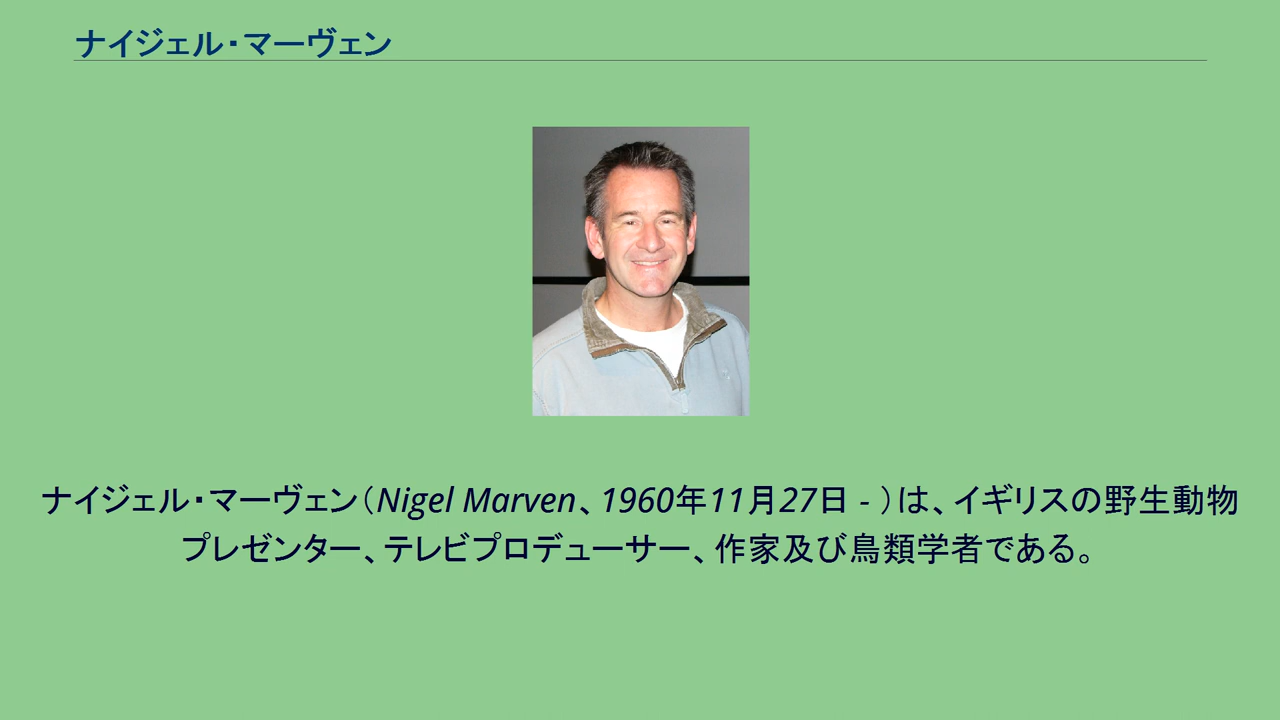 ナイジェル・マーヴェン
ナイジェル・マーヴェン（Nigel Marven、1960年11月27日 - ）は、イギリスの野生動物
プレゼンター、テレビプロデューサー、作家及び鳥類学者である。